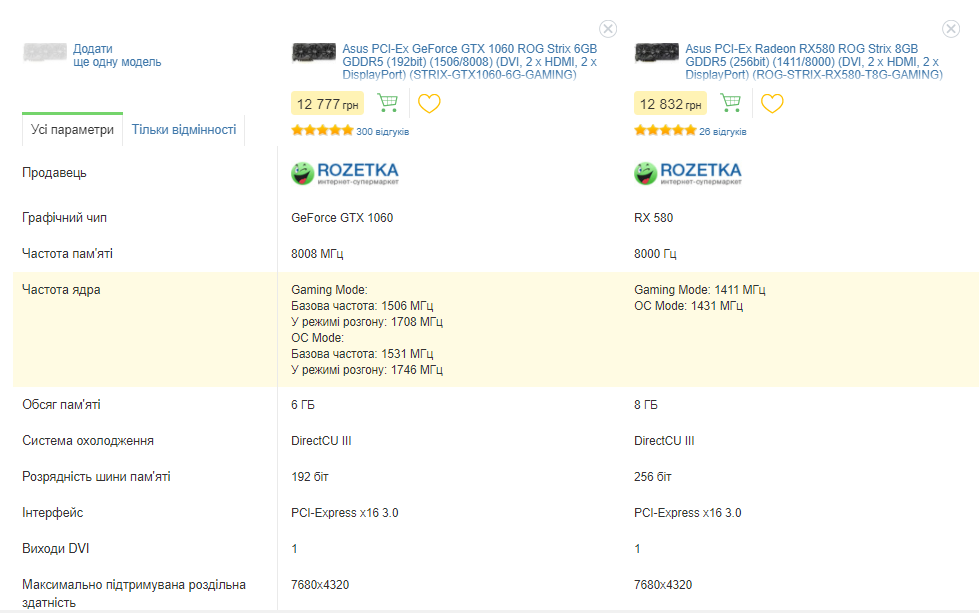 Додати
ще одну модель
Asus PCI-Ex GeForce GTX 1060 ROG Strix 6GB
GDDR5 (192bit) (1506/8008) (DVI, 2 x HDMI, 2 x
DisplayPort) (STRIX-GTX1060-6G-GAMING)
Asus PCI-Ex Radeon RX580 ROG Strix 8GB
GDDR5 (256bit) (1411/8000) (DVI, 2 x HDMI, 2 x
DisplayPort) (ROG-STRIX-RX580-T8G-GAMING)
12 777 грн
12 832 грн
Усі параметри
Тільки відмінності
300 відгуків
26 відгуків
Продавець
ROZETKA
интернет-супермаркет
ROZETKA
интернет-супермаркет
Графічний чип
GeForce GTX 1060
RX 580
Частота пам'яті
8008 МГц
8000 Гц
Частота ядра
Gaming Mode:
Базова частота: 1506 МГц
У режимі розгону: 1708 МГц
OC Mode:
Базова частота: 1531 МГц
У режимі розгону: 1746 МГц
Gaming Mode: 1411 МГц
OC Mode: 1431 МГц
Обсяг пам'яті
6 ГБ
8 ГБ
Система охолодження
DirectCU III
DirectCU III
Розрядність шини пам'яті
192 біт
256 біт
Інтерфейс
PCI-Express x16 3.0
PCI-Express x16 3.0
Виходи DVI
1
1
Максимально підтримувана роздільна
здатність
7680x4320
7680x4320